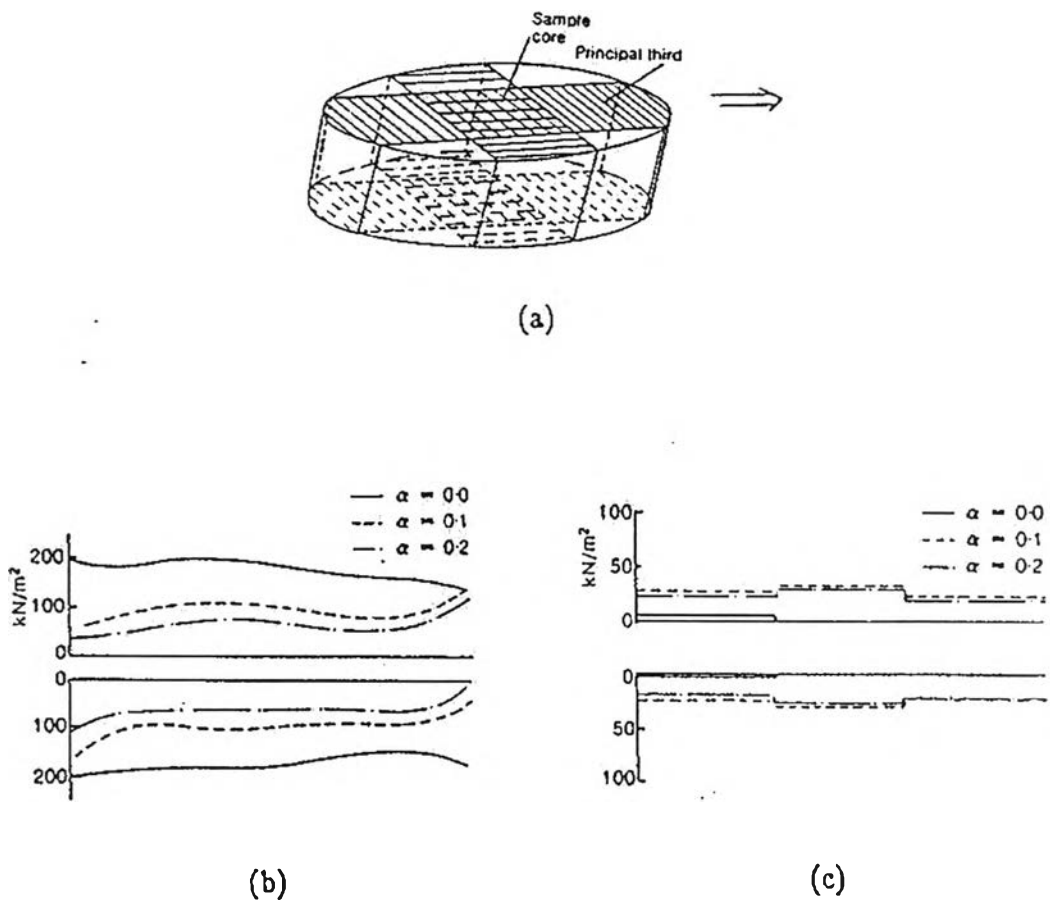 Sample
core
Principal third
(a)
α = 0·0
α = 0·1
α = 0·2
kN/m²
200
100
0
0
100
200
(b)
α = 0·0
α = 0·1
α = 0·2
kN/m²
100
50
0
0
50
100
(c)